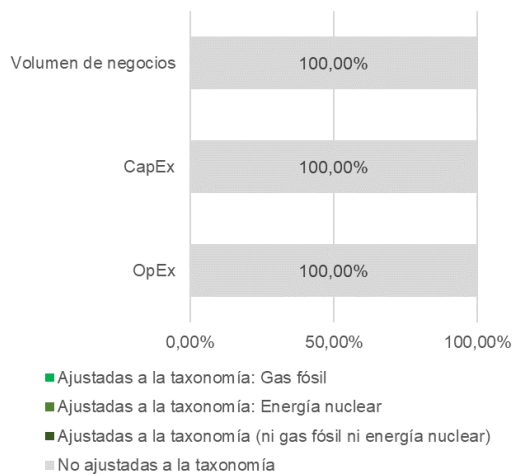 Volumen de negocios
100,00%
CapEx
100,00%
OpEx
100,00%
0,00%
50,00%
100,00%
Ajustadas a la taxonomía: Gas fósil
Ajustadas a la taxonomía: Energía nuclear
Ajustadas a la taxonomía (ni gas fósil ni energía nuclear)
No ajustadas a la taxonomía